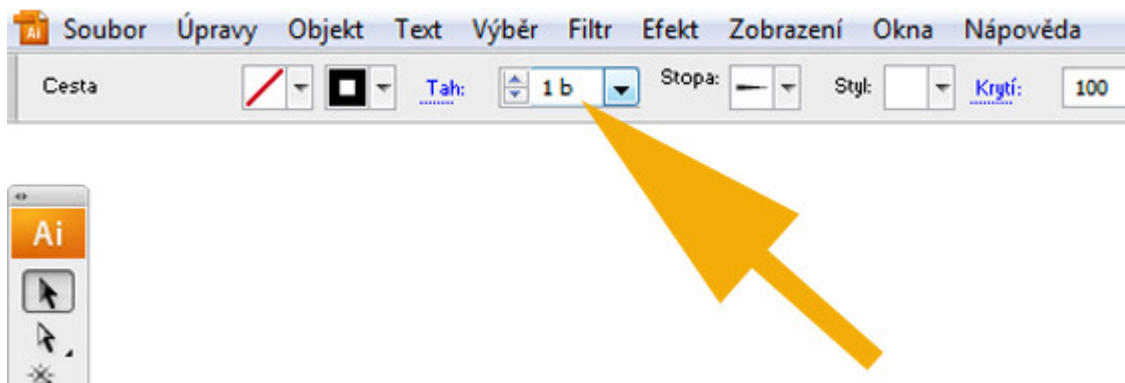 Ai Soubor Úpravy Objekt Text Výběr Filtr Efekt Zobrazení Okna Nápověda
Cesta Tah: 1 b Stopa: Styl: Krytí: 100
Ai